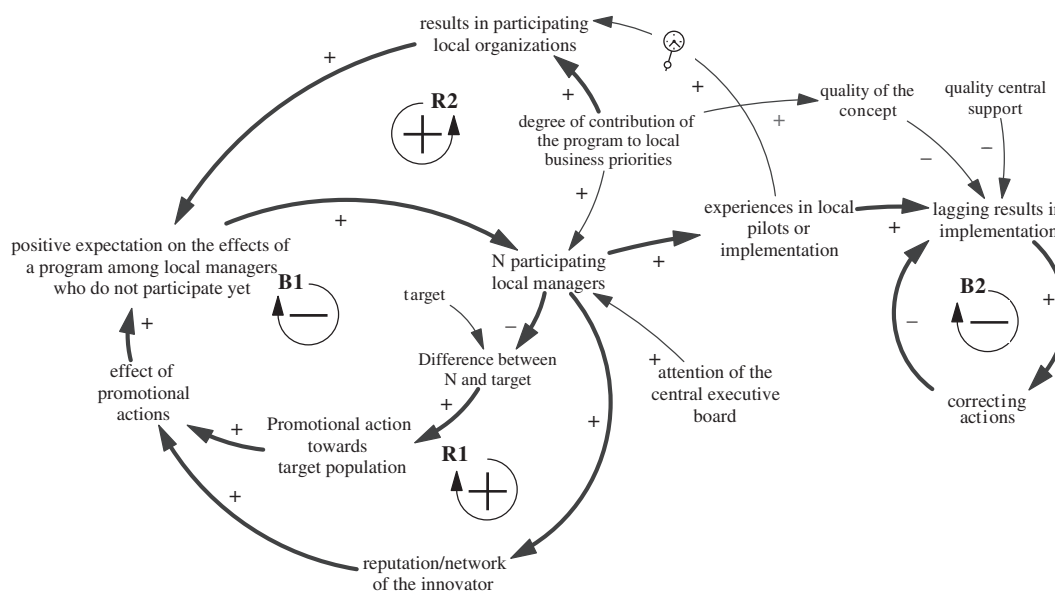 results in participating
local organizations
+
R2
+
+
quality of the
concept
quality central
support
degree of contribution of
the program to local
business priorities
+
−
−
+
+
experiences in local
pilots or
implementation
+
lagging results in
implementation
positive expectation on the effects of
a program among local managers
who do not participate yet
N participating
local managers
+
B1
target
B2
+
−
−
+
Difference between
N and target
effect of
promotional
actions
+
attention of the
central executive
board
correcting
actions
+
+
Promotional action
towards
target population
+
R1
+
reputation/network
of the innovator